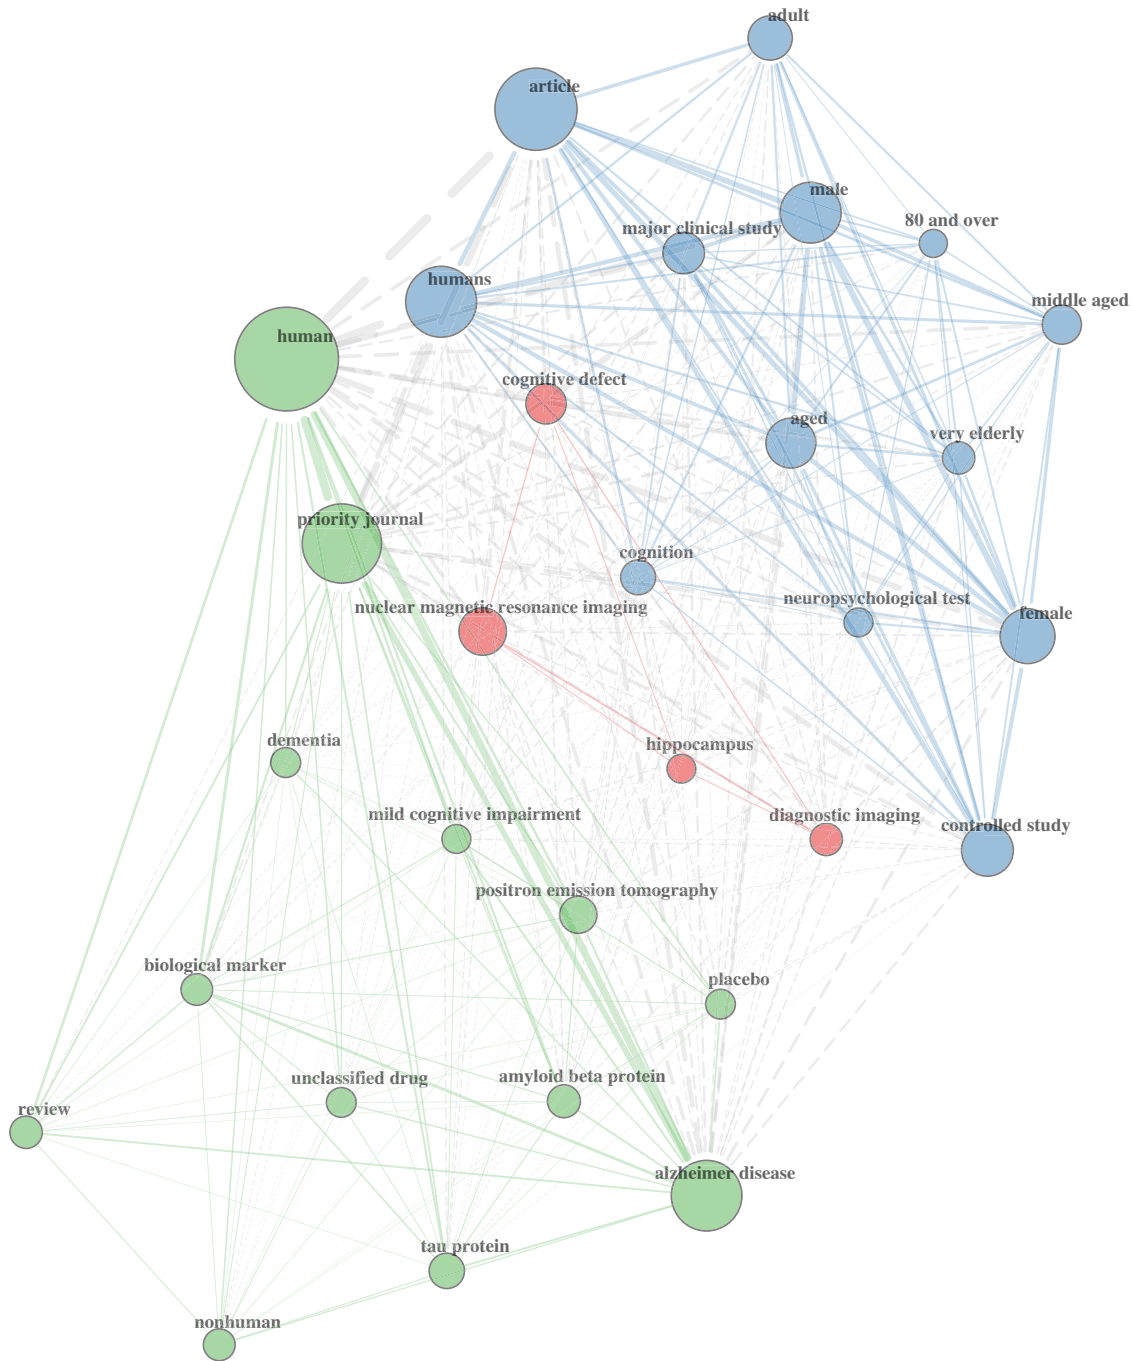 adult
article
male
80 and over
major clinical study
humans
middle aged
human
cognitive defect
aged
very elderly
priority journal
cognition
neuropsychological test
nuclear magnetic resonance imaging
female
dementia
hippocampus
mild cognitive impairment
diagnostic imaging
controlled study
positron emission tomography
biological marker
placebo
unclassified drug
amyloid beta protein
review
alzheimer disease
tau protein
nonhuman